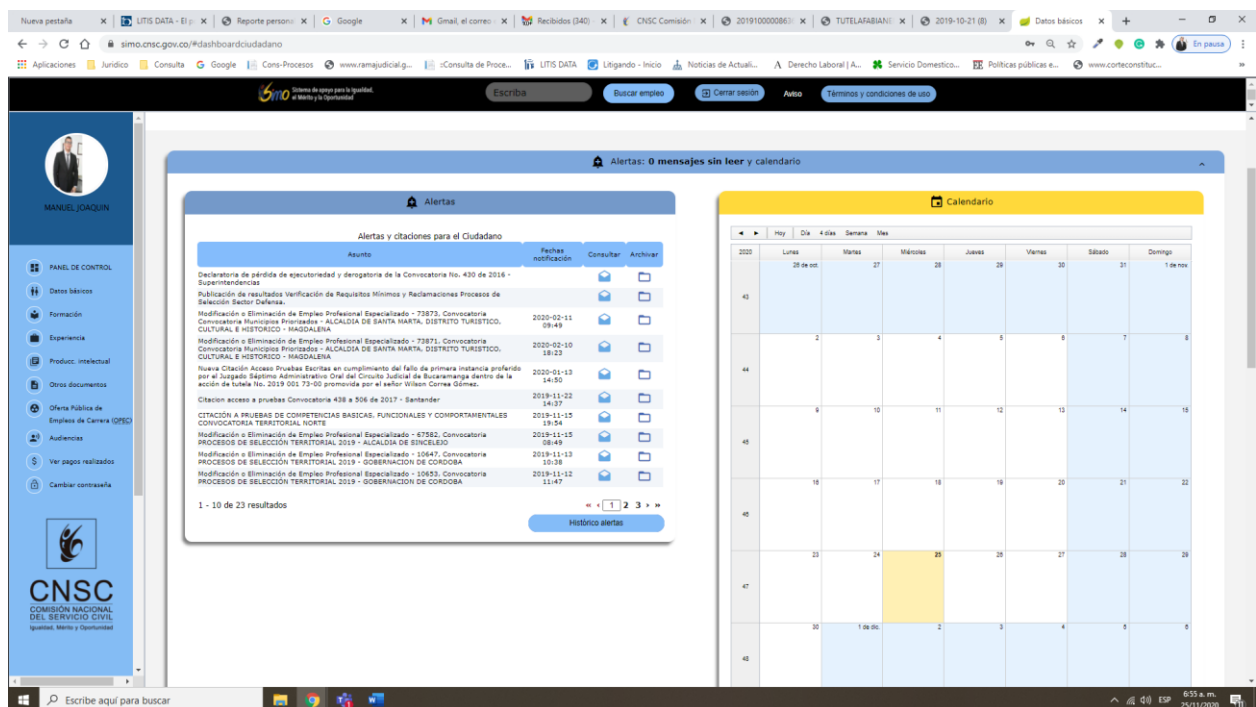 Nueva pestaña
LITIS DATA - El p
Reporte persona
Google
Gmail, el correo
Recibidos (340)
CNSC Comisión
TUTELAFABIAN
2019-10-21 (8)
Datos básicos
simo.cnsc.gov.co/#dashboardciudadano
En pausa
Aplicaciones
Juridico
Consulta
Google
Cons-Procesos
www.ramajudicial.g...
:Consulta de Proce...
LITIS DATA
Litigando - Inicio
Noticias de Actuali...
Derecho Laboral | A...
Servicio Domestico...
Políticas públicas e...
www.corteconstituc...
Simo Sistema de apoyo para la Igualdad,
el Mérito y la Oportunidad
Escriba
Buscar empleo
Cerrar sesión
Aviso
Términos y condiciones de uso
MANUEL JOAQUIN
PANEL DE CONTROL
Datos básicos
Formación
Experiencia
Producc. intelectual
Otros documentos
Oferta Pública de
Empleos de Carrera (OPEC)
Audiencias
Ver pagos realizados
Cambiar contraseña
CNSC
COMISIÓN NACIONAL
DEL SERVICIO CIVIL
Igualdad, Mérito y Oportunidad
Alertas: 0 mensajes sin leer y calendario
Alertas
Alertas y citaciones para el Ciudadano
Asunto Fechas notificación Consultar Archivar
Declaratoria de pérdida de ejecutoriedad y derogatoria de la Convocatoria No. 430 de 2016 -
Superintendencias
Publicación de resultados Verificación de Requisitos Mínimos y Reclamaciones Procesos de
Selección Sector Defensa.
Modificación o Eliminación de Empleo Profesional Especializado - 73873, Convocatoria
Convocatoria Municipios Priorizados - ALCALDIA DE SANTA MARTA, DISTRITO TURISTICO,
CULTURAL E HISTORICO - MAGDALENA
2020-02-11
09:49
Modificación o Eliminación de Empleo Profesional Especializado - 73871, Convocatoria
Convocatoria Municipios Priorizados - ALCALDIA DE SANTA MARTA, DISTRITO TURISTICO,
CULTURAL E HISTORICO - MAGDALENA
2020-02-10
18:23
Nueva Citación Acceso Pruebas Escritas en cumplimiento del fallo de primera instancia proferido
por el Juzgado Séptimo Administrativo Oral del Circuito Judicial de Bucaramanga dentro de la
acción de tutela No. 2019 001 73-00 promovida por el señor Wilson Correa Gómez.
2020-01-13
14:50
Citacion acceso a pruebas Convocatoria 438 a 506 de 2017 - Santander
2019-11-22
14:37
CITACIÓN A PRUEBAS DE COMPETENCIAS BASICAS, FUNCIONALES Y COMPORTAMENTALES
CONVOCATORIA TERRITORIAL NORTE
2019-11-15
19:54
Modificación o Eliminación de Empleo Profesional Especializado - 67582, Convocatoria
PROCESOS DE SELECCIÓN TERRITORIAL 2019 - ALCALDIA DE SINCELEJO
2019-11-15
08:49
Modificación o Eliminación de Empleo Profesional Especializado - 10647, Convocatoria
PROCESOS DE SELECCIÓN TERRITORIAL 2019 - GOBERNACION DE CORDOBA
2019-11-13
10:38
Modificación o Eliminación de Empleo Profesional Especializado - 10653, Convocatoria
PROCESOS DE SELECCIÓN TERRITORIAL 2019 - GOBERNACION DE CORDOBA
2019-11-12
11:47
1 - 10 de 23 resultados
« ‹ 1 2 3 › »
Histórico alertas
Calendario
Hoy Día 4 días Semana Mes
2020 Lunes Martes Miércoles Jueves Viernes Sábado Domingo
43 26 de oct. 27 28 29 30 31 1 de nov
44 2 3 4 5 6 7 8
45 9 10 11 12 13 14 15
46 16 17 18 19 20 21 22
47 23 24 25 26 27 28 29
48 30 1 de dic. 2 3 4 5 6
Escribe aquí para buscar
ESP
6:55 a. m.
25/11/2020